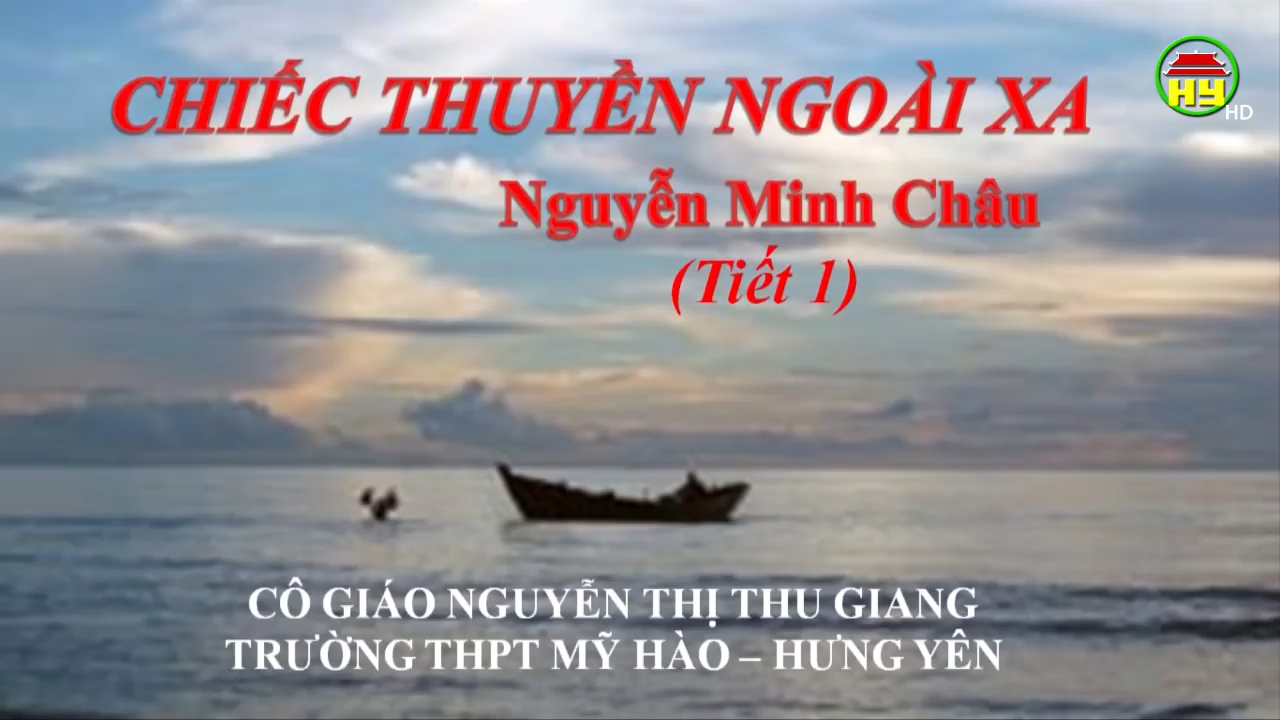 CHIẾC THUYỀN NGOÀI XA
HY
HD
Nguyễn Minh Châu
(Tiết 1)
CÔ GIÁO NGUYỄN THỊ THU GIANG
TRƯỜNG THPT MỸ HÀO – HƯNG YÊN